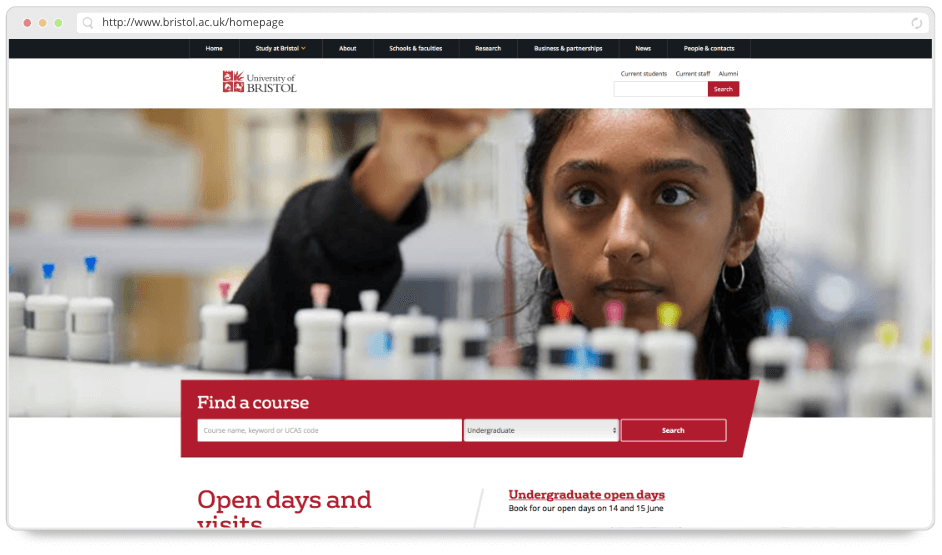 http://www.bristol.ac.uk/homepage
Home Study at Bristol About Schools & faculties Research Business & partnerships News People & contacts
Current students Current staff Alumni
University of
BRISTOL
Search
Find a course
Course name, keyword or UCAS code Undergraduate Search
Open days and
visits
Undergraduate open days
Book for our open days on 14 and 15 June